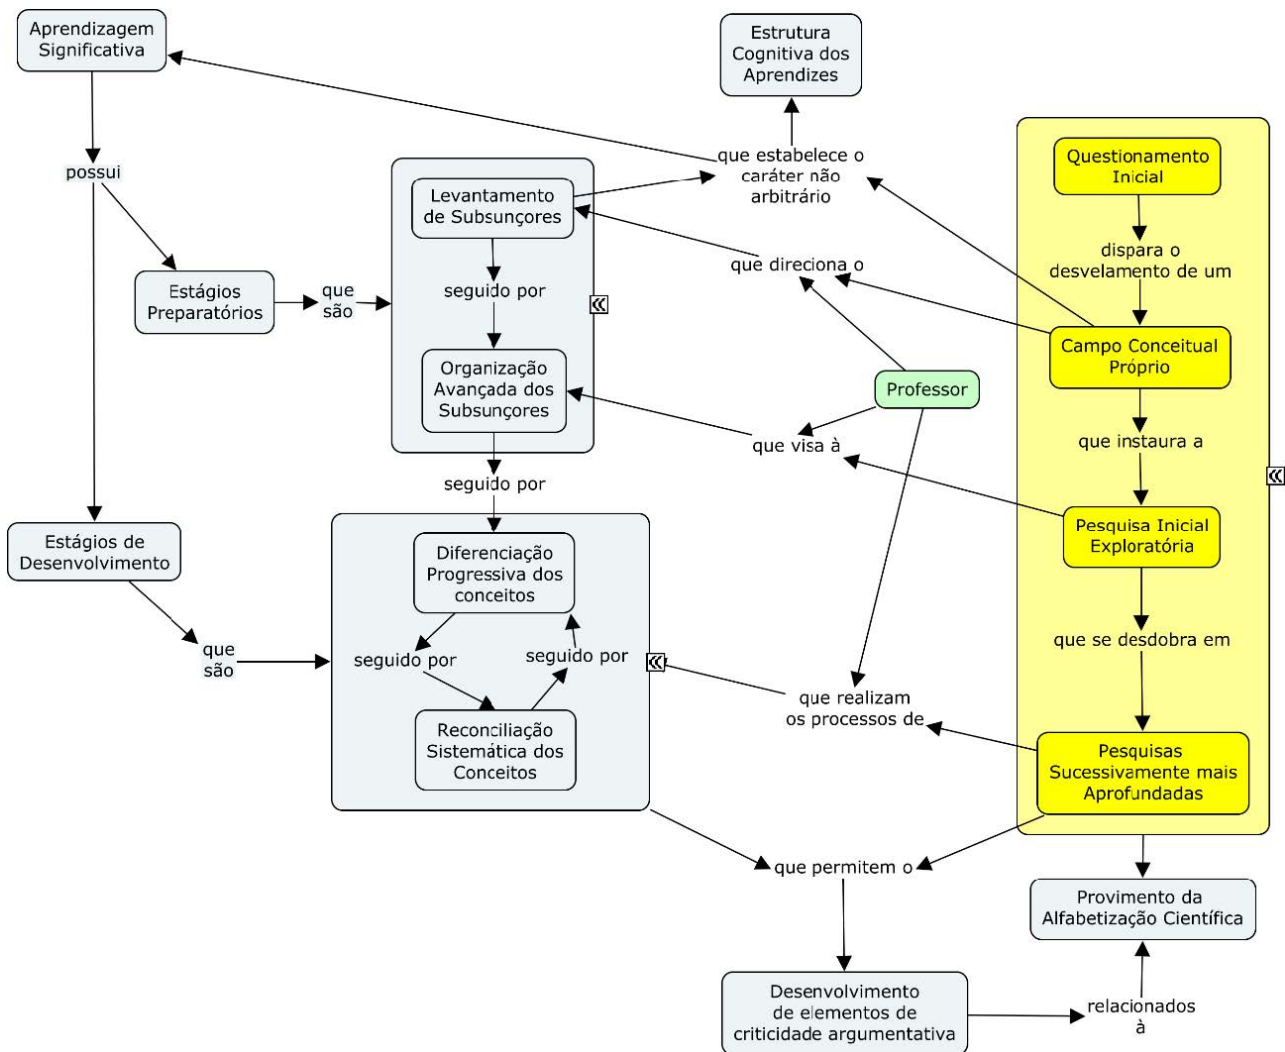 Aprendizagem
Significativa
Estrutura
Cognitiva dos
Aprendizes
possui
que estabelece o
caráter não
arbitrário
Questionamento
Inicial
Levantamento
de Subsunçores
dispara o
desvelamento de um
que direciona o
Estágios
Preparatórios
que
são
seguido por
Campo Conceitual
Próprio
Organização
Avançada dos
Subsunçores
Professor
que visa à
que instaura a
seguido por
Pesquisa Inicial
Exploratória
Estágios de
Desenvolvimento
Diferenciação
Progressiva dos
conceitos
que
são
seguido por
seguido por
que se desdobra em
que realizam
os processos de
Reconciliação
Sistemática dos
Conceitos
Pesquisas
Sucessivamente mais
Aprofundadas
que permitem o
Provimento da
Alfabetização Científica
Desenvolvimento
de elementos de
criticidade argumentativa
relacionados
à